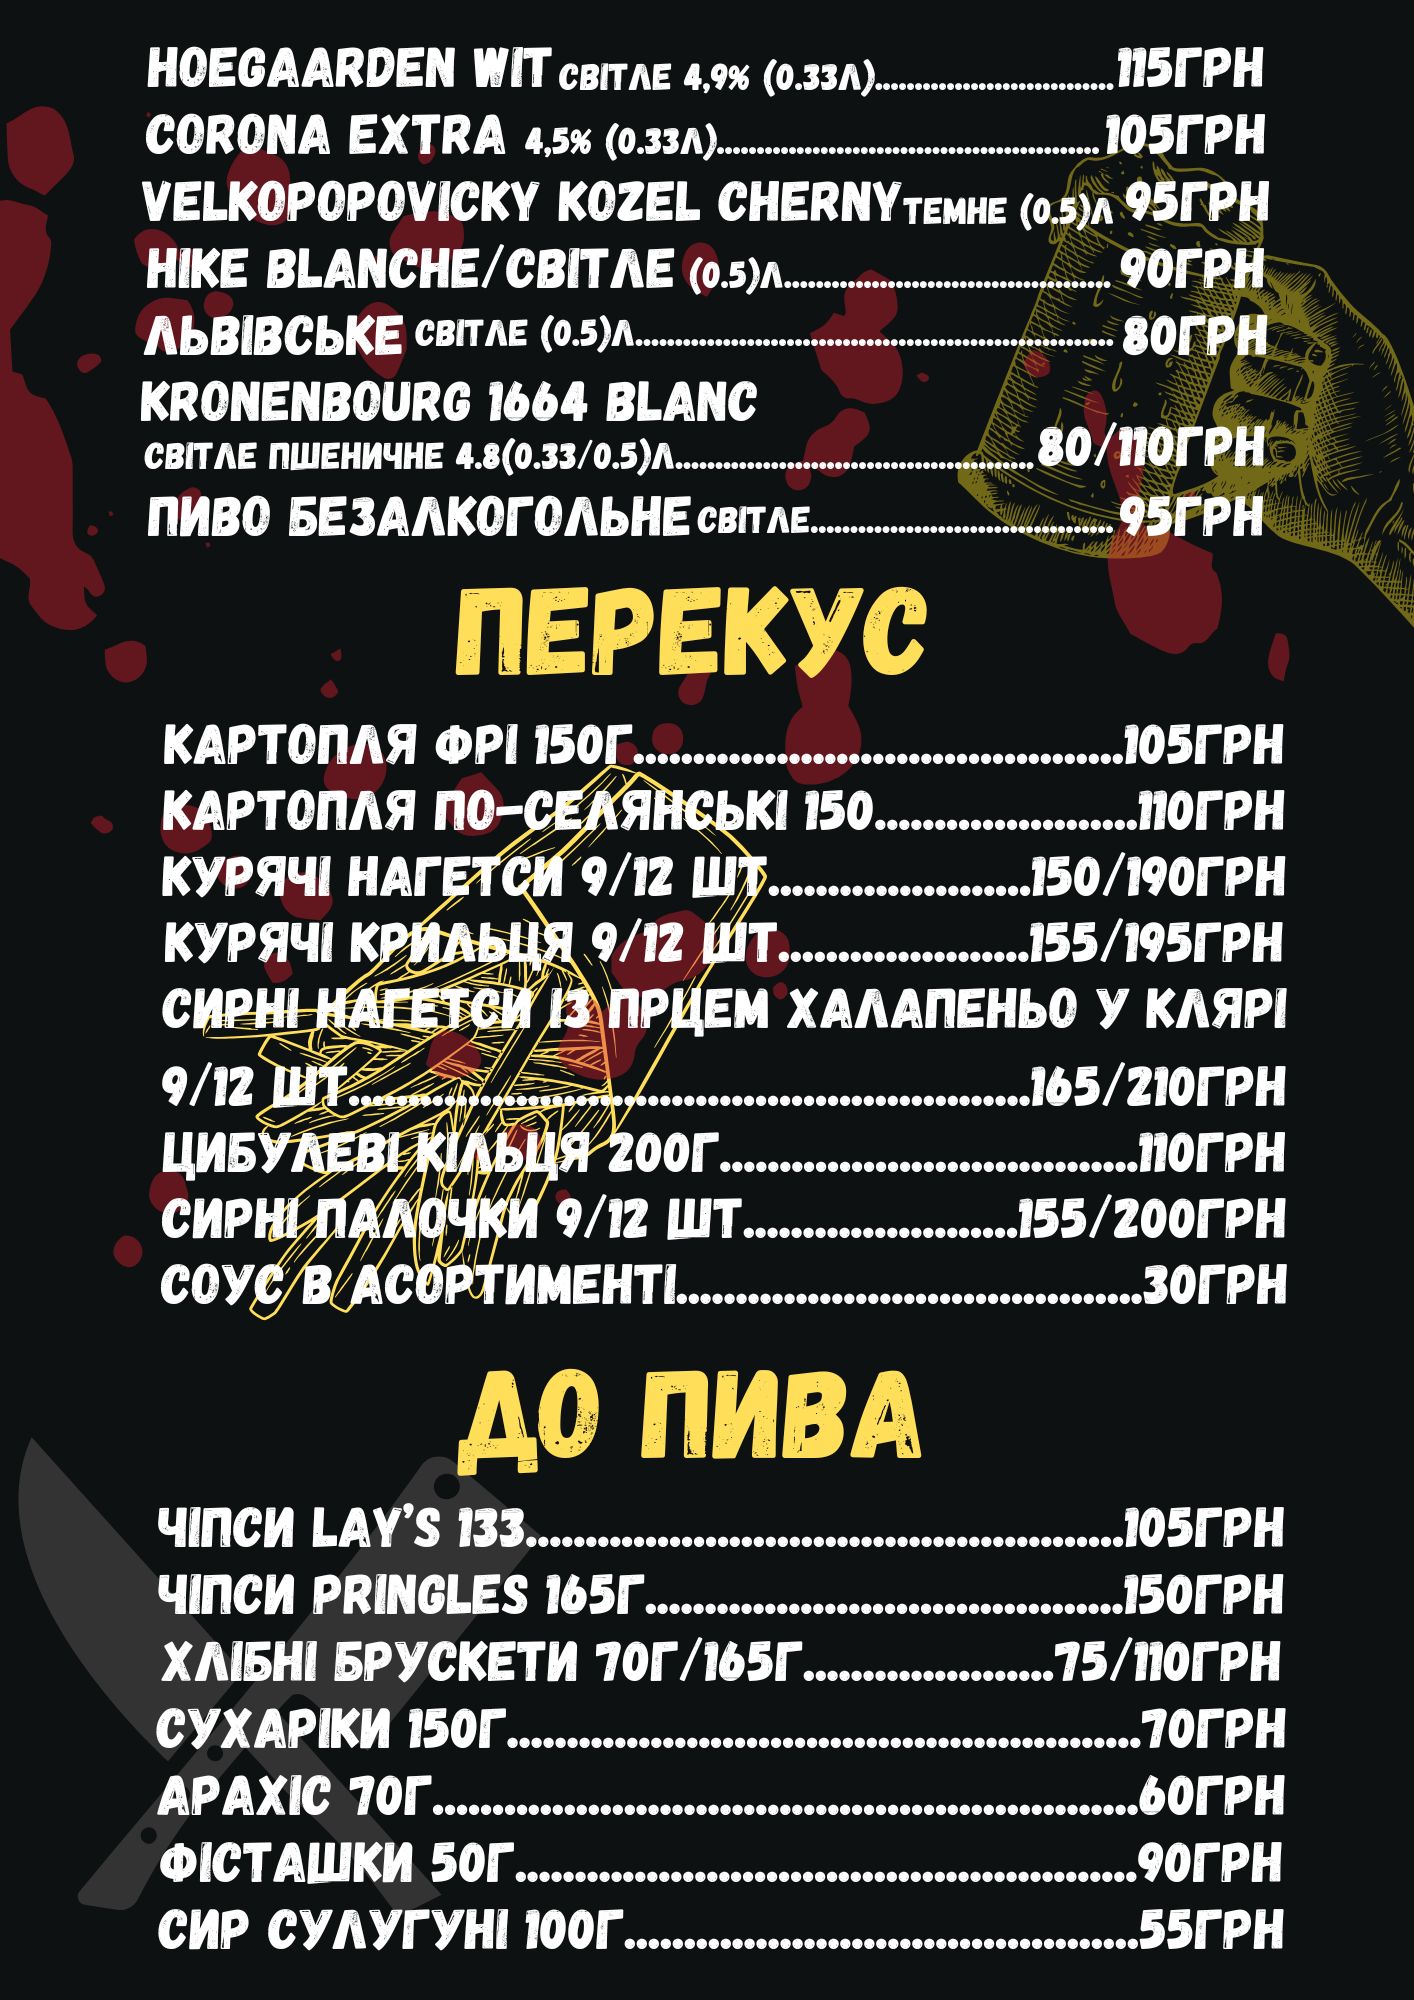 HOEGAARDEN WIT СВІТЛЕ 4,9% (0.33Л)..............................115ГРН
CORONA EXTRA 4,5% (0.33Л)................................................105ГРН
VELKOPOPOVICKY KOZEL CHERNY ТЕМНЕ (0.5)Л 95ГРН
HIKE BLANCHE/СВІТЛЕ (0.5)Л......................................... 90ГРН
ЛЬВІВСЬКЕ СВІТЛЕ (0.5)Л............................................................ 80ГРН
KRONENBOURG 1664 BLANC
СВІТЛЕ ПШЕНИЧНЕ 4.8(0.33/0.5)Л.............................................80/110ГРН
ПИВО БЕЗАЛКОГОЛЬНЕ СВІТЛЕ...................................... 95ГРН
ПЕРЕКУС
КАРТОПЛЯ ФРІ 150Г.........................................105ГРН
КАРТОПЛЯ ПО-СЕЛЯНСЬКІ 150......................110ГРН
КУРЯЧІ НАГЕТСИ 9/12 ШТ......................150/190ГРН
КУРЯЧІ КРИЛЬЦЯ 9/12 ШТ.....................155/195ГРН
СИРНІ НАГЕТСИ ІЗ ПРЦЕМ ХАЛАПЕНЬО У КЛЯРІ
9/12 ШТ.........................................................165/210ГРН
ЦИБУЛЕВІ КІЛЬЦЯ 200Г...................................110ГРН
СИРНІ ПАЛОЧКИ 9/12 ШТ.......................155/200ГРН
СОУС В АСОРТИМЕНТІ.......................................30ГРН
ДО ПИВА
ЧІПСИ LAY'S 133..................................................105ГРН
ЧІПСИ PRINGLES 165Г........................................150ГРН
ХЛІБНІ БРУСКЕТИ 70Г/165Г.....................75/110ГРН
СУХАРІКИ 150Г.....................................................70ГРН
АРАХІС 70Г...........................................................60ГРН
ФІСТАШКИ 50Г....................................................90ГРН
СИР СУЛУГУНІ 100Г...........................................55ГРН